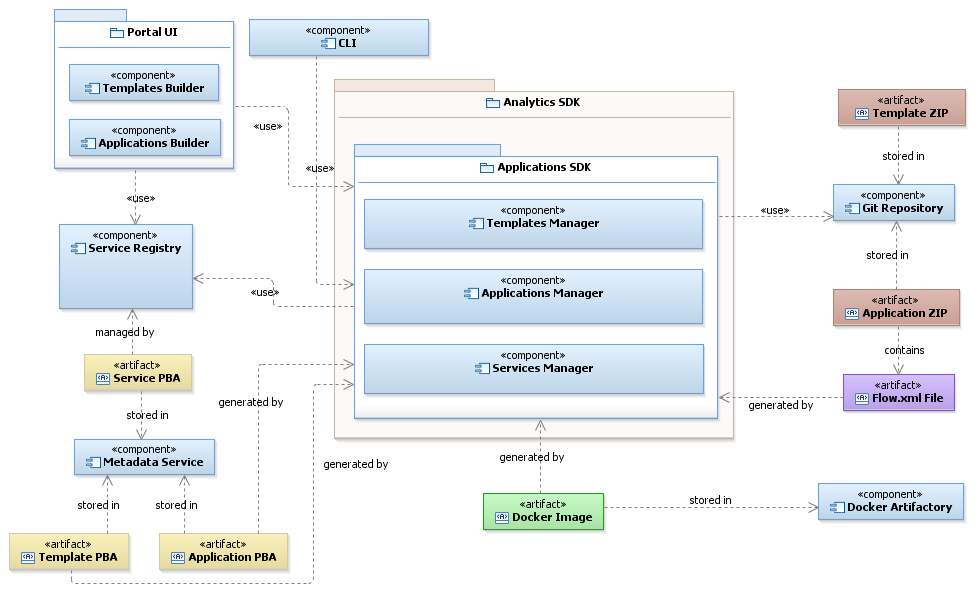 Portal UI
«component»
Templates Builder
«component»
Applications Builder
«component»
CLI
«use»
«use»
«use»
Analytics SDK
Applications SDK
«component»
Templates Manager
«component»
Applications Manager
«component»
Services Manager
«artifact»
Template ZIP
stored in
«component»
Git Repository
«use»
stored in
«artifact»
Application ZIP
contains
«artifact»
Flow.xml File
generated by
«component»
Service Registry
«use»
managed by
«artifact»
Service PBA
stored in
«component»
Metadata Service
stored in
stored in
«artifact»
Template PBA
«artifact»
Application PBA
generated by
generated by
generated by
«artifact»
Docker Image
stored in
«component»
Docker Artifactory